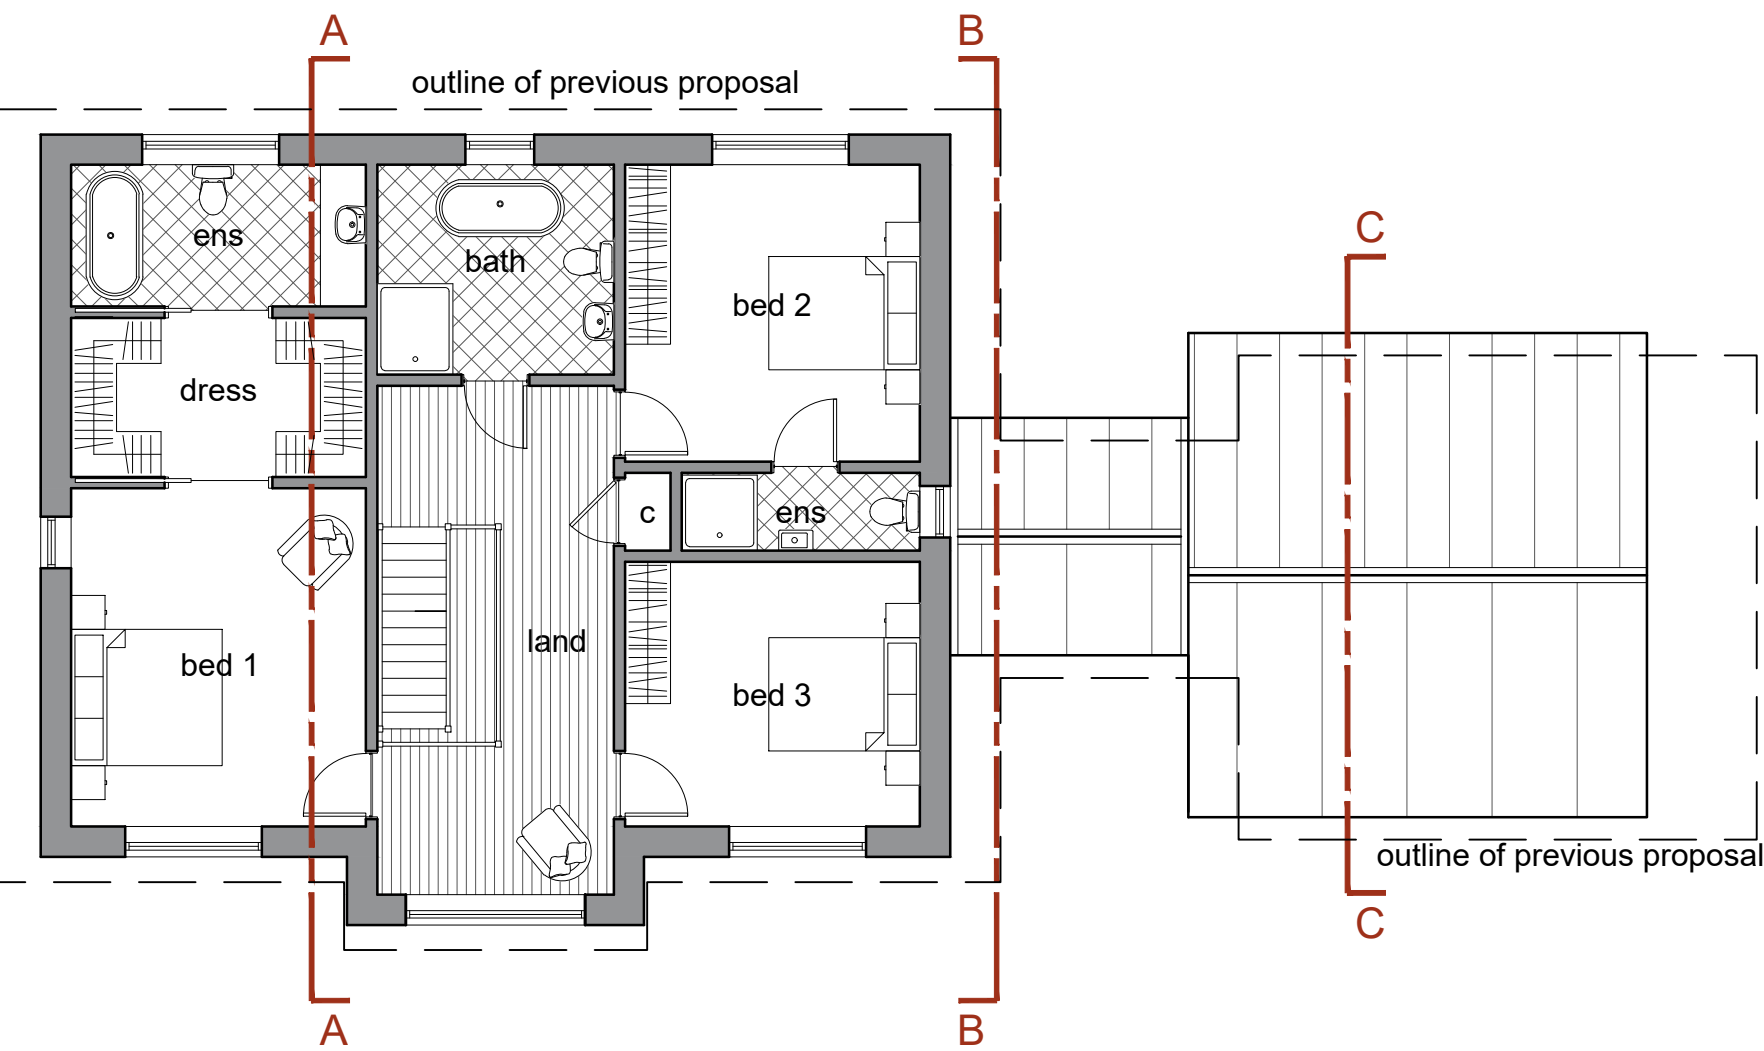 A
B
outline of previous proposal
C
ens
bath
bed 2
dress
c
ens
land
bed 1
bed 3
outline of previous proposal
C
A
B